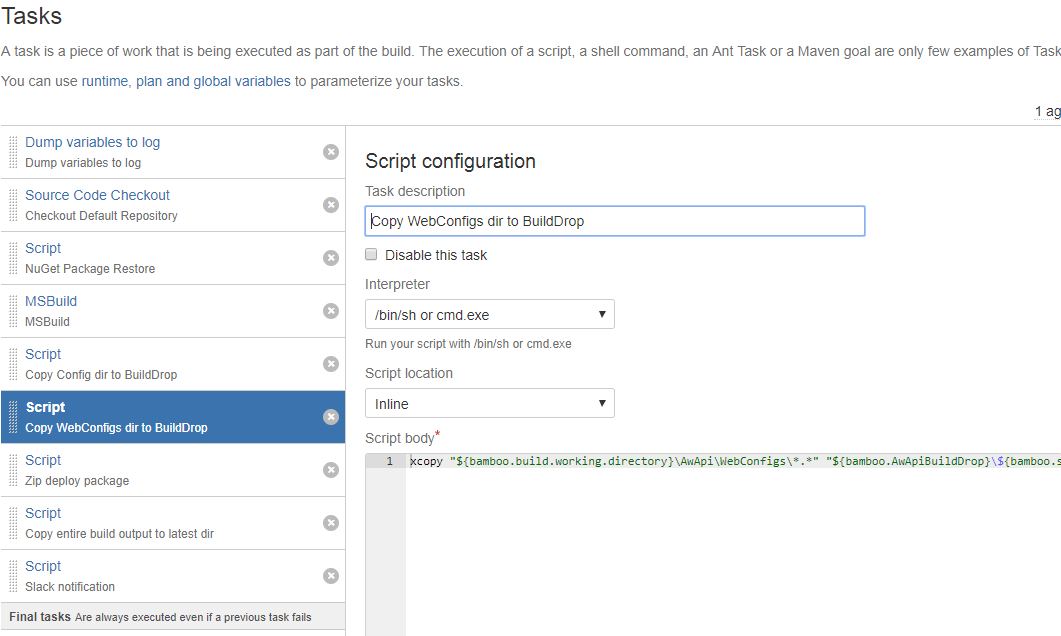 Tasks
A task is a piece of work that is being executed as part of the build. The execution of a script, a shell command, an Ant Task or a Maven goal are only few examples of Task
You can use runtime, plan and global variables to parameterize your tasks.
1 ag
Dump variables to log
Dump variables to log
Source Code Checkout
Checkout Default Repository
Script
NuGet Package Restore
MSBuild
MSBuild
Script
Copy Config dir to BuildDrop
Script
Copy WebConfigs dir to BuildDrop
Script
Zip deploy package
Script
Copy entire build output to latest dir
Script
Slack notification
Final tasks Are always executed even if a previous task fails
Script configuration
Task description
Copy WebConfigs dir to BuildDrop
Disable this task
Interpreter
/bin/sh or cmd.exe
Run your script with /bin/sh or cmd.exe
Script location
Inline
Script body*
1 xcopy "${bamboo.build.working.directory}\AwApi\WebConfigs\*.*" "${bamboo.AwApiBuildDrop}\${bamboo.s